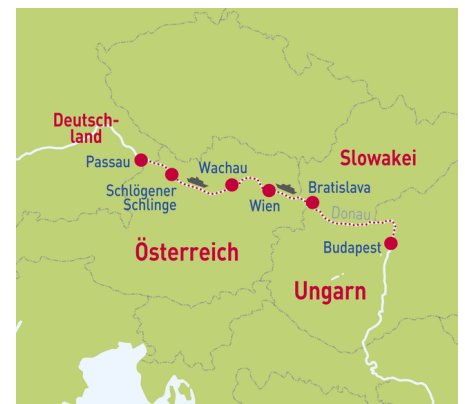 Deutsch-
land
Passau
Wachau
Slowakei
Schlögener
Schlinge
Wien
Bratislava
Donau
Österreich
Budapest
Ungarn